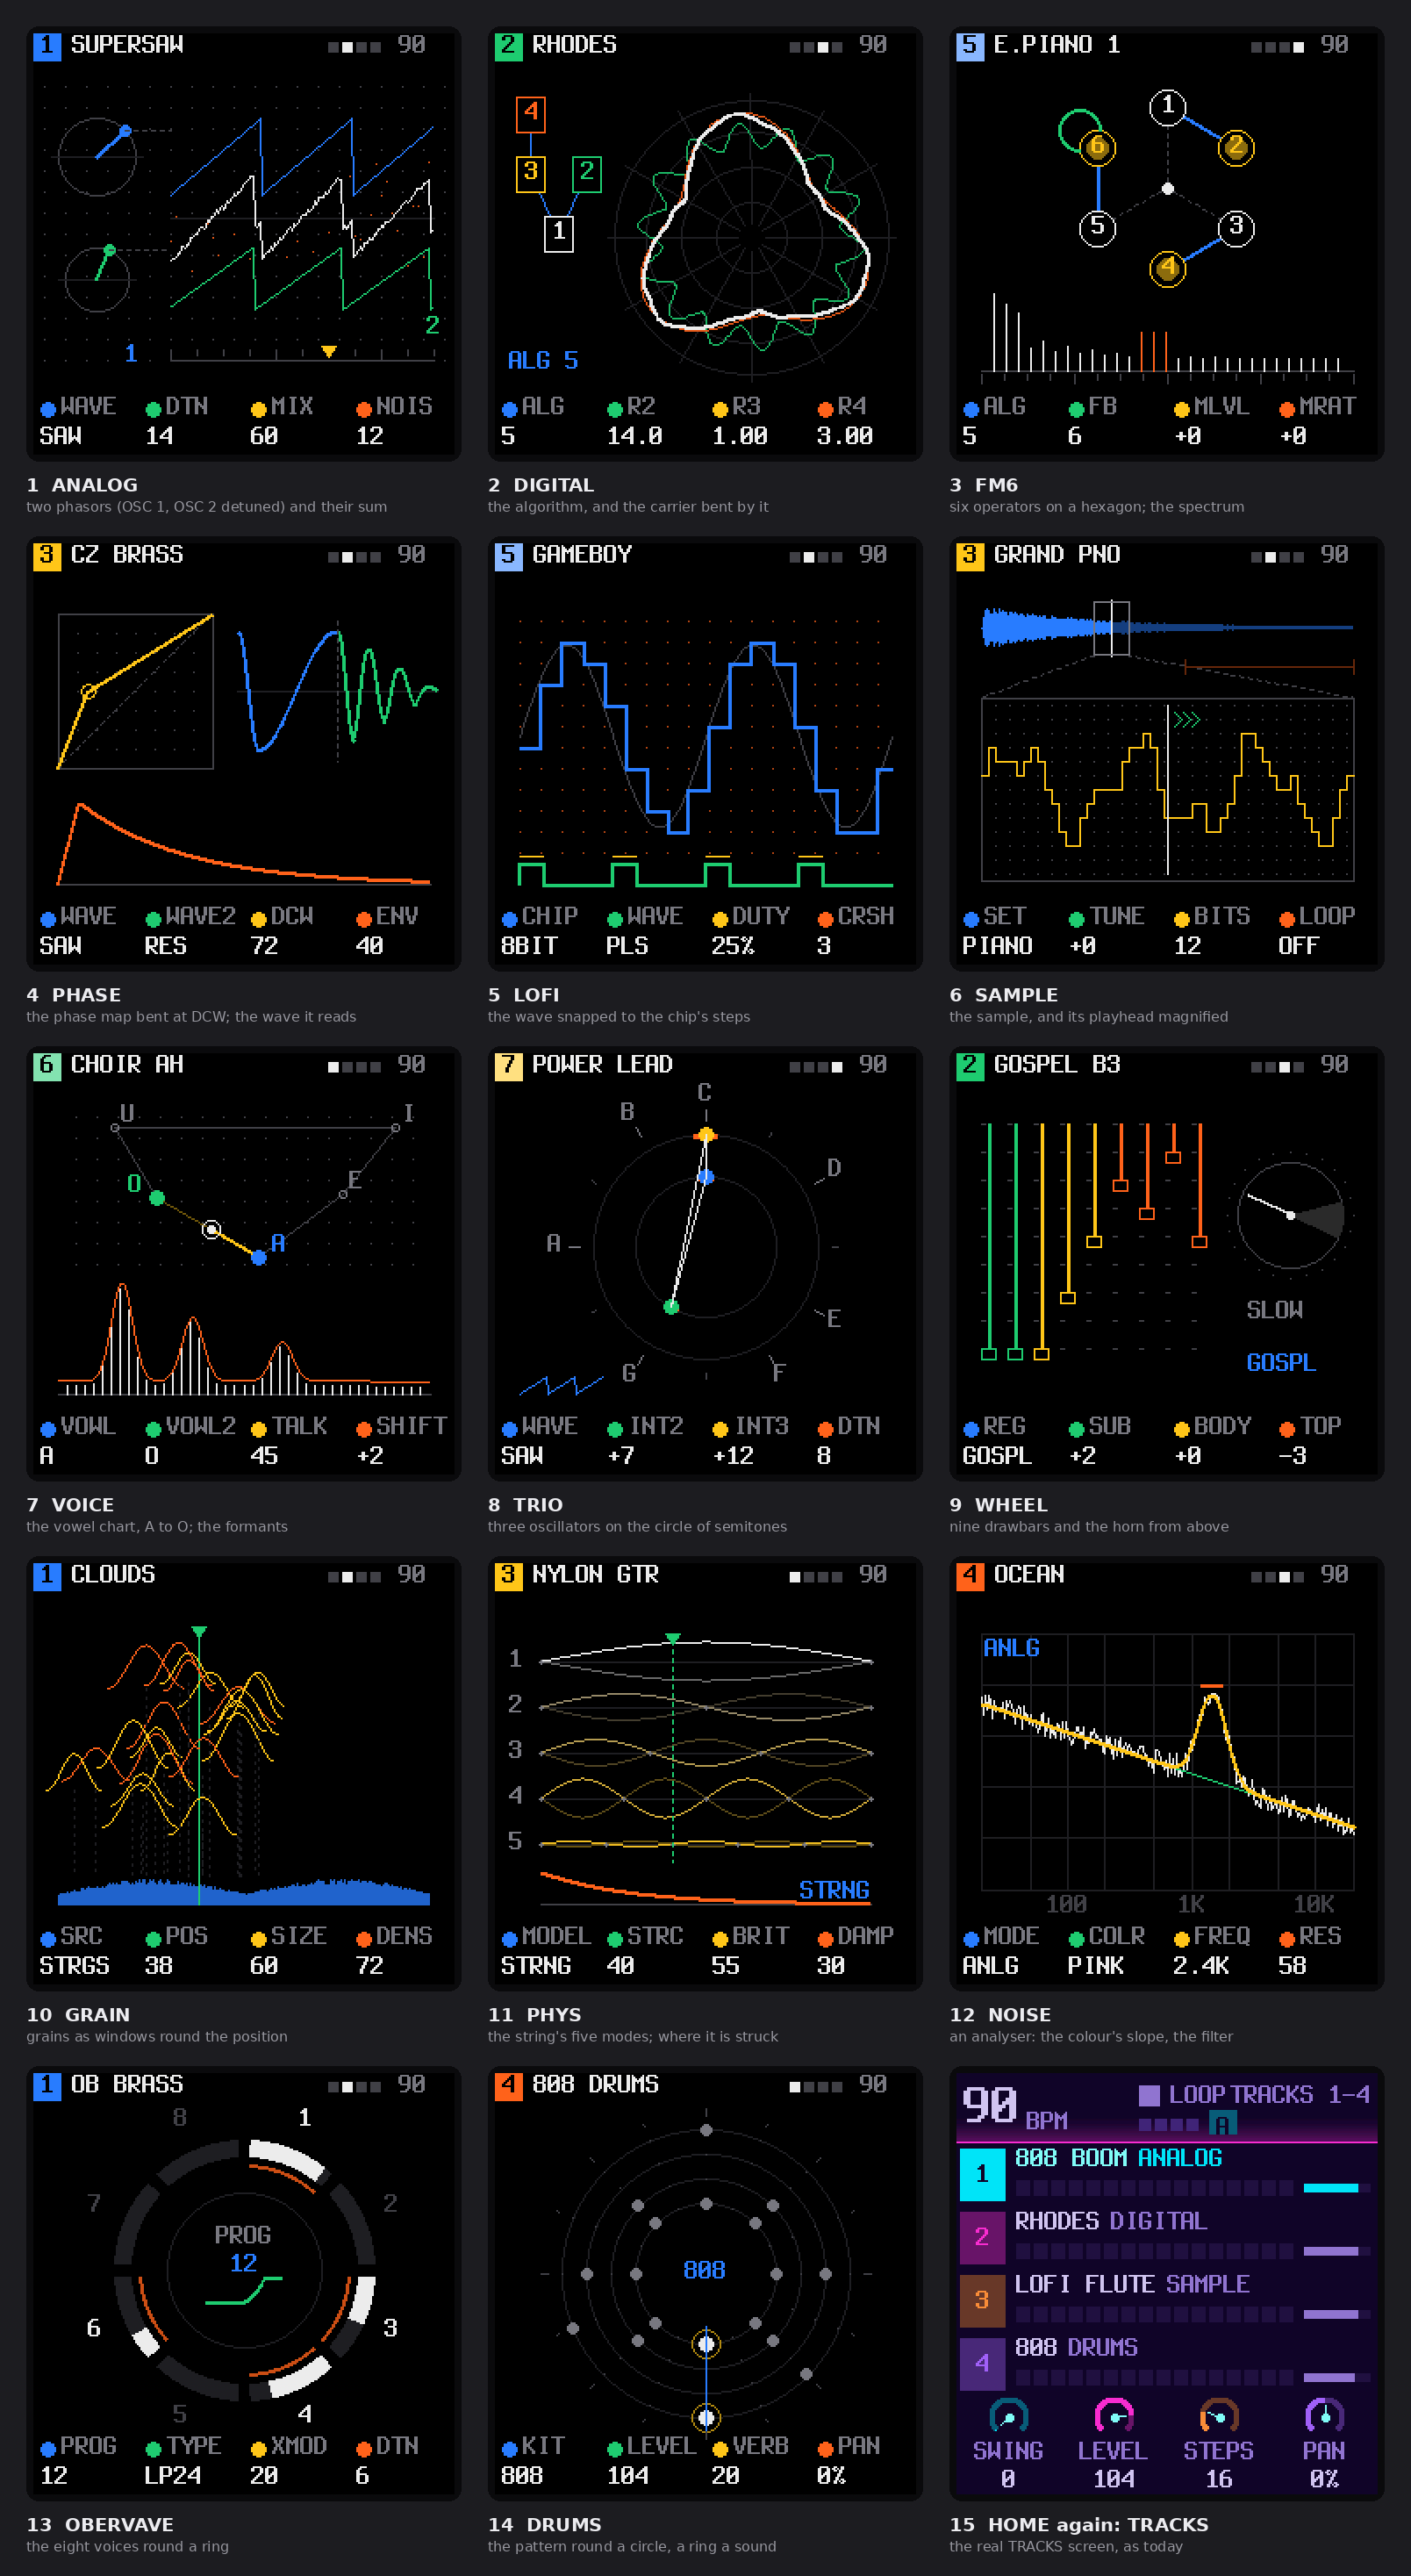 1 SUPERSAW 90
2
1
WAVE DTN MIX NOIS
SAW 14 60 12
1 ANALOG
two phasors (OSC 1, OSC 2 detuned) and their sum
2 RHODES 90
4
3 2
1
ALG 5
ALG R2 R3 R4
5 14.0 1.00 3.00
2 DIGITAL
the algorithm, and the carrier bent by it
5 E.PIANO 1 90
1
6 2
5 3
4
ALG FB MLVL MRAT
5 6 +0 +0
3 FM6
six operators on a hexagon; the spectrum
3 CZ BRASS 90
WAVE WAVE2 DCW ENV
SAW RES 72 40
4 PHASE
the phase map bent at DCW; the wave it reads
5 GAMEBOY 90
CHIP WAVE DUTY CRSH
8BIT PLS 25% 3
5 LOFI
the wave snapped to the chip's steps
3 GRAND PNO 90
SET TUNE BITS LOOP
PIANO +0 12 OFF
6 SAMPLE
the sample, and its playhead magnified
6 CHOIR AH 90
U I
O E
A
VOWL VOWL2 TALK SHIFT
A O 45 +2
7 VOICE
the vowel chart, A to O; the formants
7 POWER LEAD 90
C
B D
A
E
G F
WAVE INT2 INT3 DTN
SAW +7 +12 8
8 TRIO
three oscillators on the circle of semitones
2 GOSPEL B3 90
SLOW
GOSPL
REG SUB BODY TOP
GOSPL +2 +0 -3
9 WHEEL
nine drawbars and the horn from above
1 CLOUDS 90
SRC POS SIZE DENS
STRGS 38 60 72
10 GRAIN
grains as windows round the position
3 NYLON GTR 90
1
2
3
4
5
STRNG
MODEL STRC BRIT DAMP
STRNG 40 55 30
11 PHYS
the string's five modes; where it is struck
4 OCEAN 90
ANLG
100 1K 10K
MODE COLR FREQ RES
ANLG PINK 2.4K 58
12 NOISE
an analyser: the colour's slope, the filter
1 OB BRASS 90
8 1
7 2
PROG
12
6 3
5 4
PROG TYPE XMOD DTN
12 LP24 20 6
13 OBERVAVE
the eight voices round a ring
4 808 DRUMS 90
808
KIT LEVEL VERB PAN
808 104 20 0%
14 DRUMS
the pattern round a circle, a ring a sound
90 BPM LOOP TRACKS 1-4
A
1 808 BOOM ANALOG
2 RHODES DIGITAL
3 LOFI FLUTE SAMPLE
4 808 DRUMS
SWING LEVEL STEPS PAN
0 104 16 0%
15 HOME again: TRACKS
the real TRACKS screen, as today